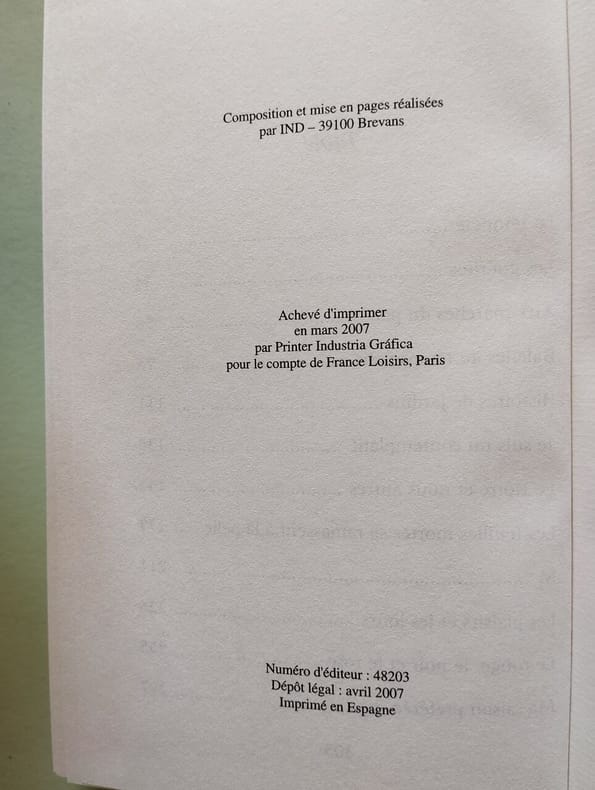 Composition et mise en pages réalisées
par IND – 39100 Brevans
Achevé d'imprimer
en mars 2007
par Printer Industria Gráfica
pour le compte de France Loisirs, Paris
Numéro d'éditeur : 48203
Dépôt légal : avril 2007
Imprimé en Espagne